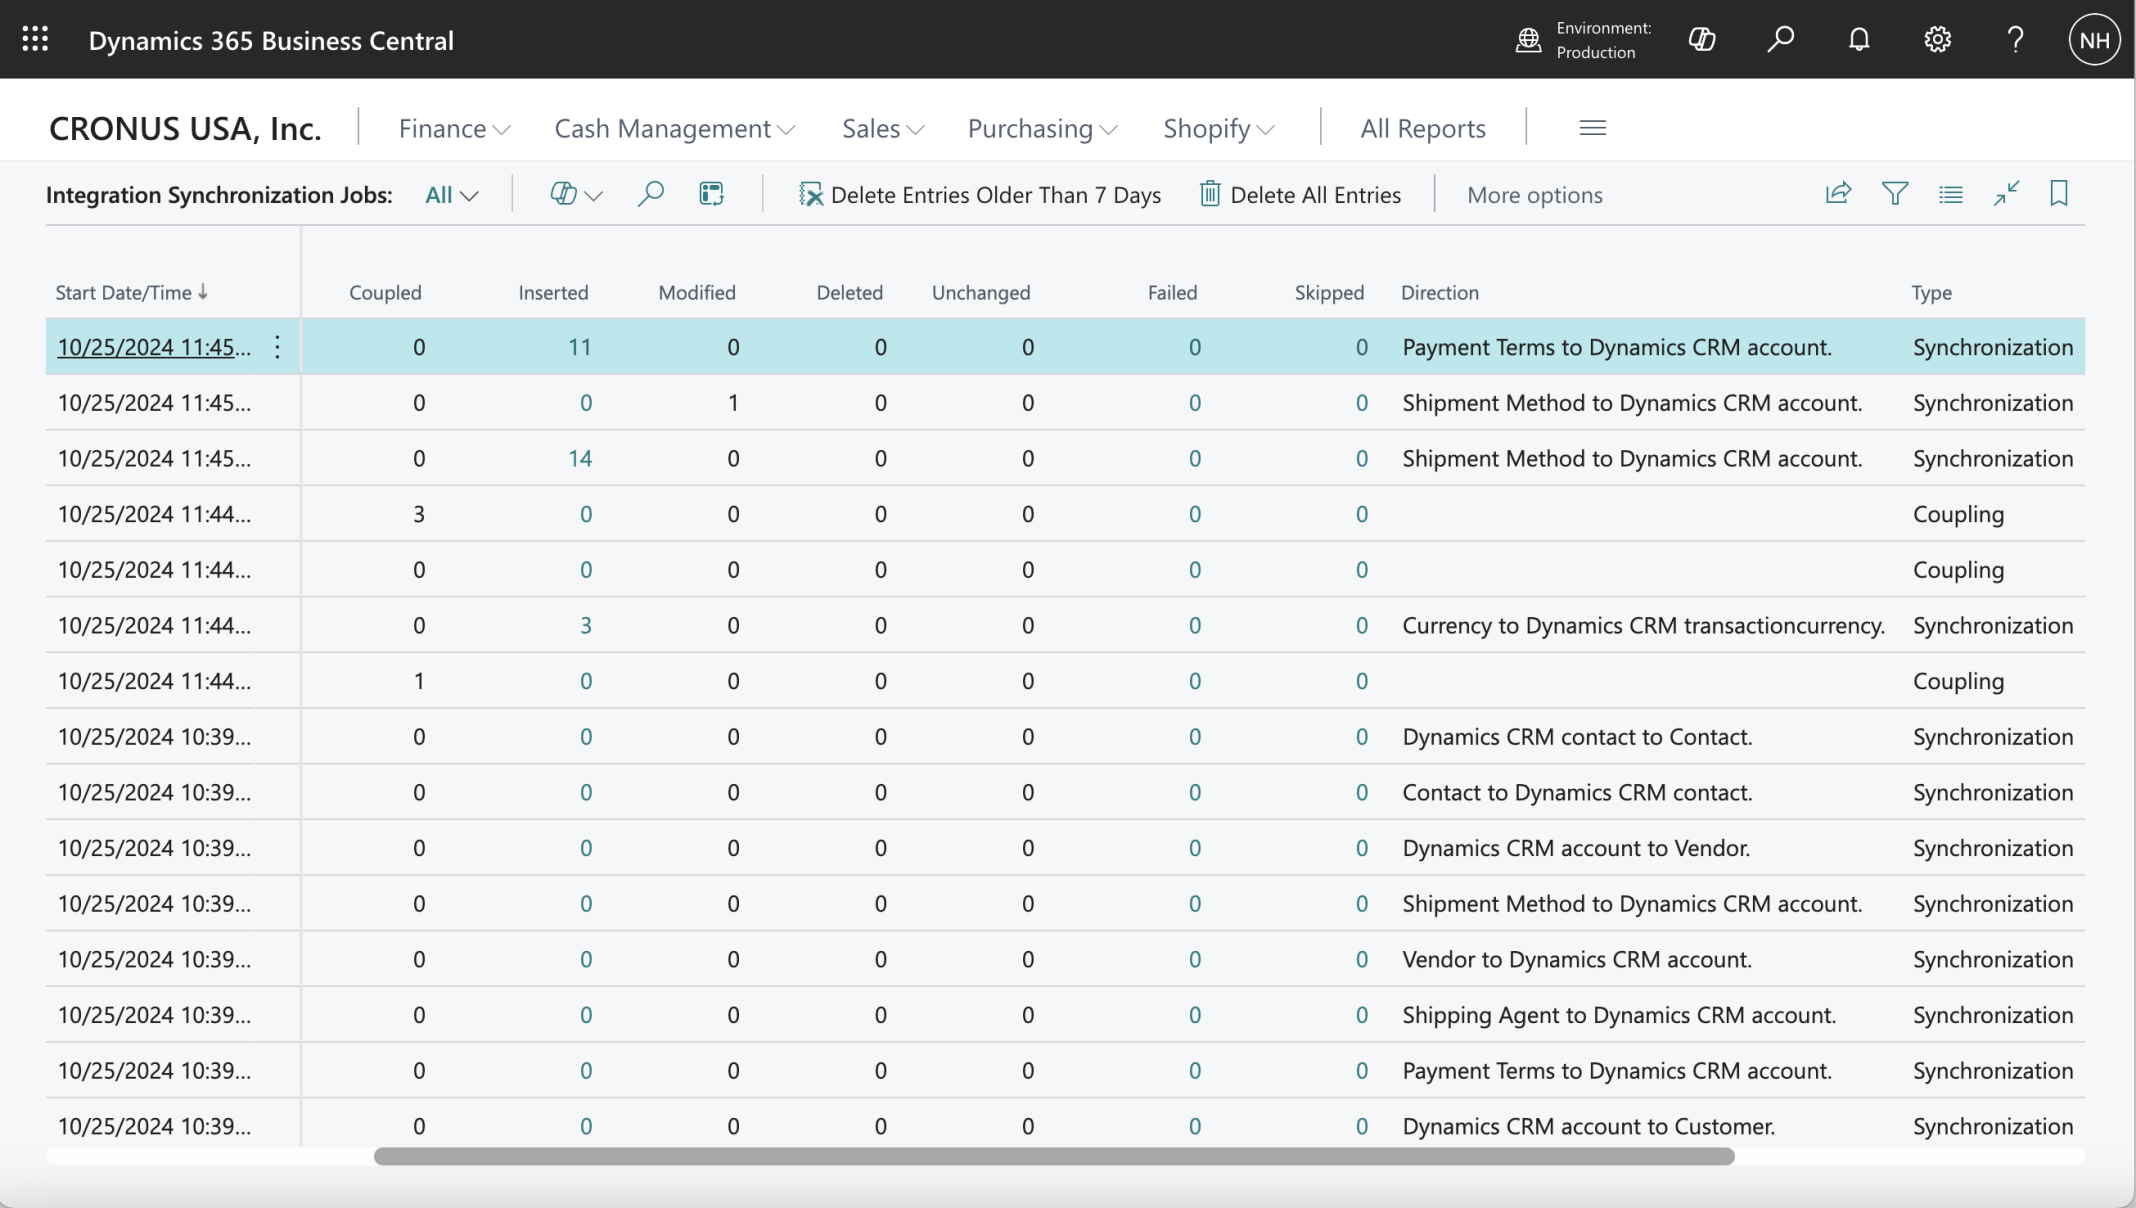 Dynamics 365 Business Central
Environment:
Production
NH
CRONUS USA, Inc.
Finance
Cash Management
Sales
Purchasing
Shopify
All Reports
Integration Synchronization Jobs:
All
Delete Entries Older Than 7 Days
Delete All Entries
More options
Start Date/Time ↓ Coupled Inserted Modified Deleted Unchanged Failed Skipped Direction Type
10/25/2024 11:45... 0 11 0 0 0 0 0 Payment Terms to Dynamics CRM account. Synchronization
10/25/2024 11:45... 0 0 1 0 0 0 0 Shipment Method to Dynamics CRM account. Synchronization
10/25/2024 11:45... 0 14 0 0 0 0 0 Shipment Method to Dynamics CRM account. Synchronization
10/25/2024 11:44... 3 0 0 0 0 0 0 Coupling
10/25/2024 11:44... 0 0 0 0 0 0 0 Coupling
10/25/2024 11:44... 0 3 0 0 0 0 0 Currency to Dynamics CRM transactioncurrency. Synchronization
10/25/2024 11:44... 1 0 0 0 0 0 0 Coupling
10/25/2024 10:39... 0 0 0 0 0 0 0 Dynamics CRM contact to Contact. Synchronization
10/25/2024 10:39... 0 0 0 0 0 0 0 Contact to Dynamics CRM contact. Synchronization
10/25/2024 10:39... 0 0 0 0 0 0 0 Dynamics CRM account to Vendor. Synchronization
10/25/2024 10:39... 0 0 0 0 0 0 0 Shipment Method to Dynamics CRM account. Synchronization
10/25/2024 10:39... 0 0 0 0 0 0 0 Vendor to Dynamics CRM account. Synchronization
10/25/2024 10:39... 0 0 0 0 0 0 0 Shipping Agent to Dynamics CRM account. Synchronization
10/25/2024 10:39... 0 0 0 0 0 0 0 Payment Terms to Dynamics CRM account. Synchronization
10/25/2024 10:39... 0 0 0 0 0 0 0 Dynamics CRM account to Customer. Synchronization